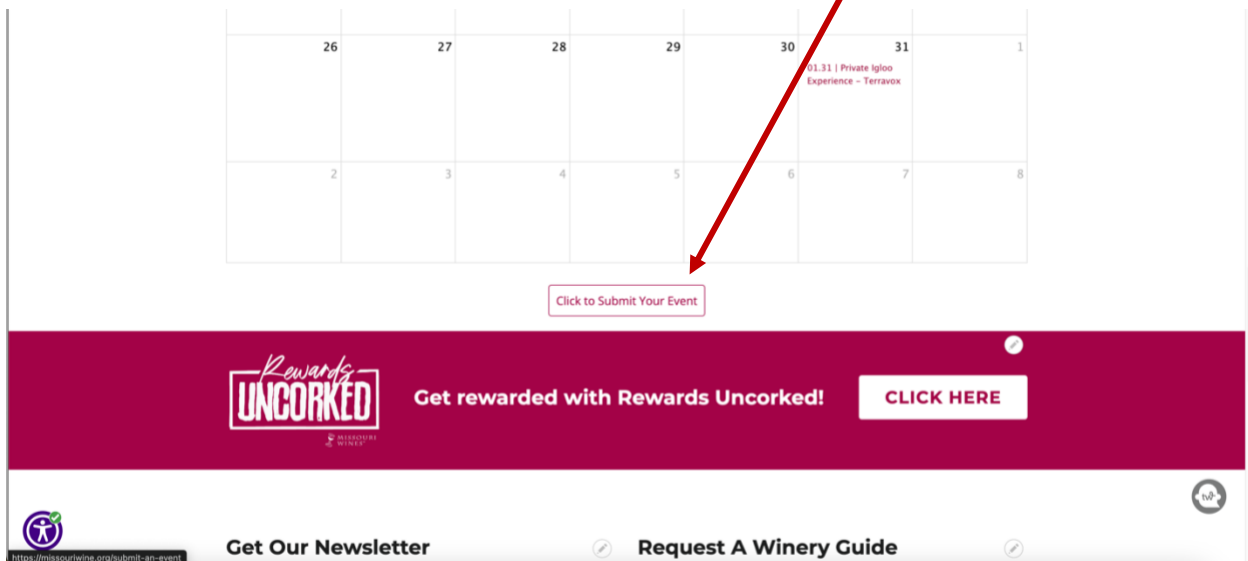 26 27 28 29 30 31 1
01.31 | Private Igloo
Experience – Terravox
2 3 4 5 6 7 8
Click to Submit Your Event
Rewards
UNCORKED
MISSOURI
WINES
Get rewarded with Rewards Uncorked!
CLICK HERE
Get Our Newsletter
Request A Winery Guide
https://missouriwine.org/submit-an-event